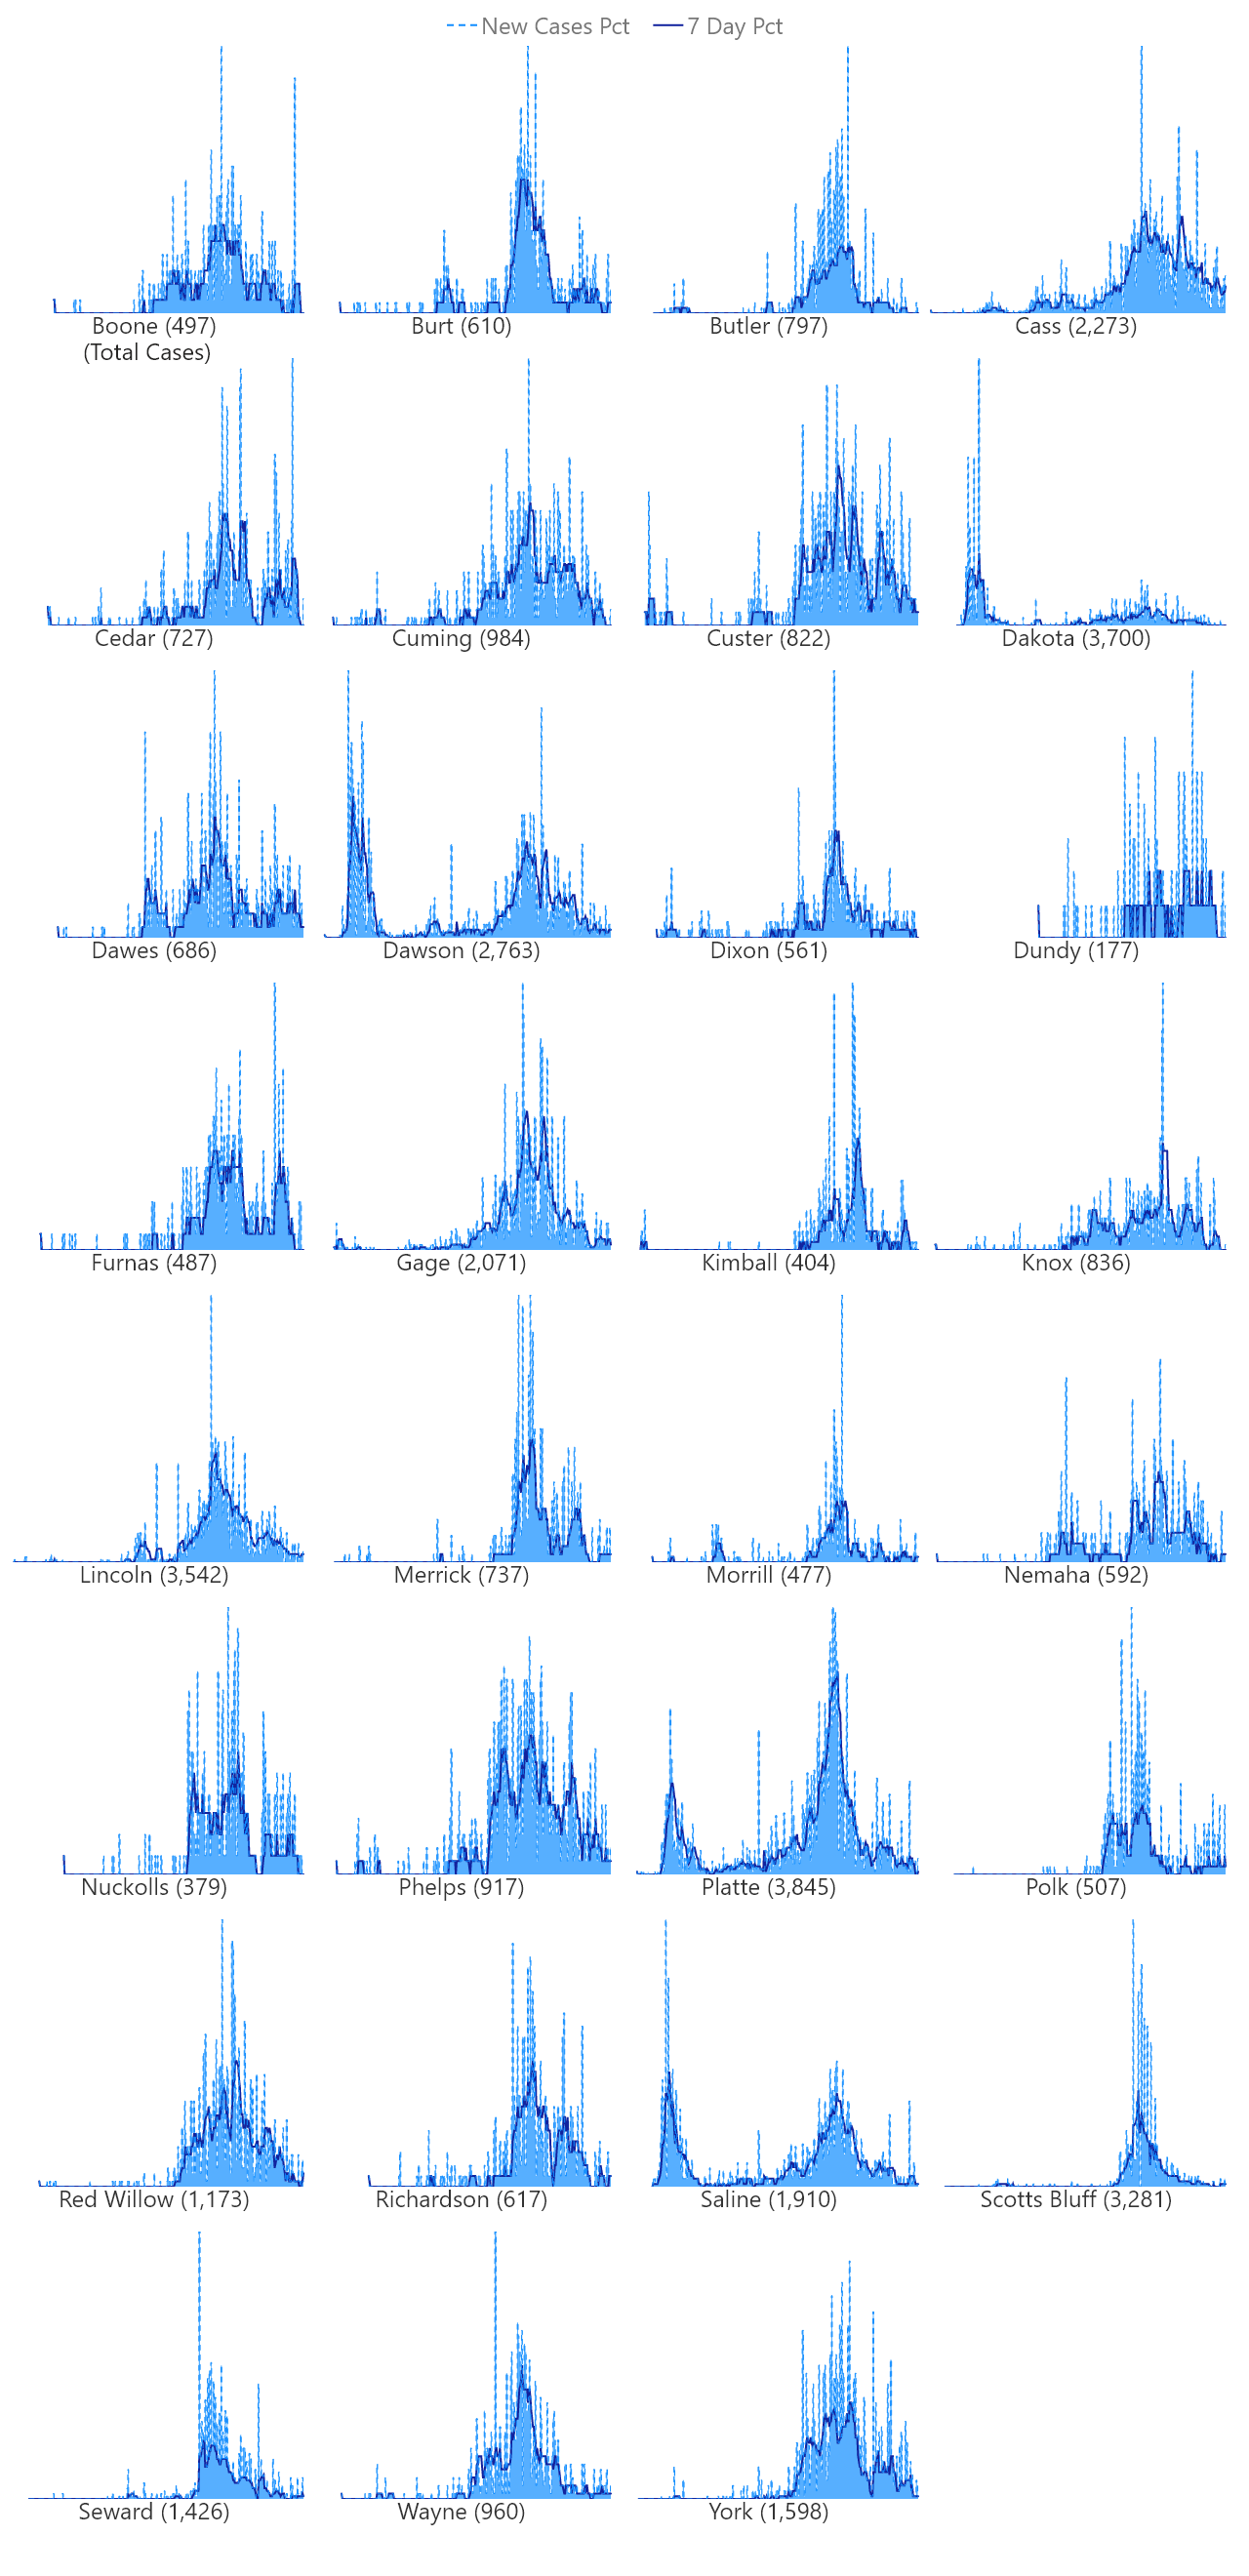 New Cases Pct 7 Day Pct
Boone (497) Burt (610) Butler (797) Cass (2,273)
(Total Cases)
Cedar (727) Cuming (984) Custer (822) Dakota (3,700)
Dawes (686) Dawson (2,763) Dixon (561) Dundy (177)
Furnas (487) Gage (2,071) Kimball (404) Knox (836)
Lincoln (3,542) Merrick (737) Morrill (477) Nemaha (592)
Nuckolls (379) Phelps (917) Platte (3,845) Polk (507)
Red Willow (1,173) Richardson (617) Saline (1,910) Scotts Bluff (3,281)
Seward (1,426) Wayne (960) York (1,598)